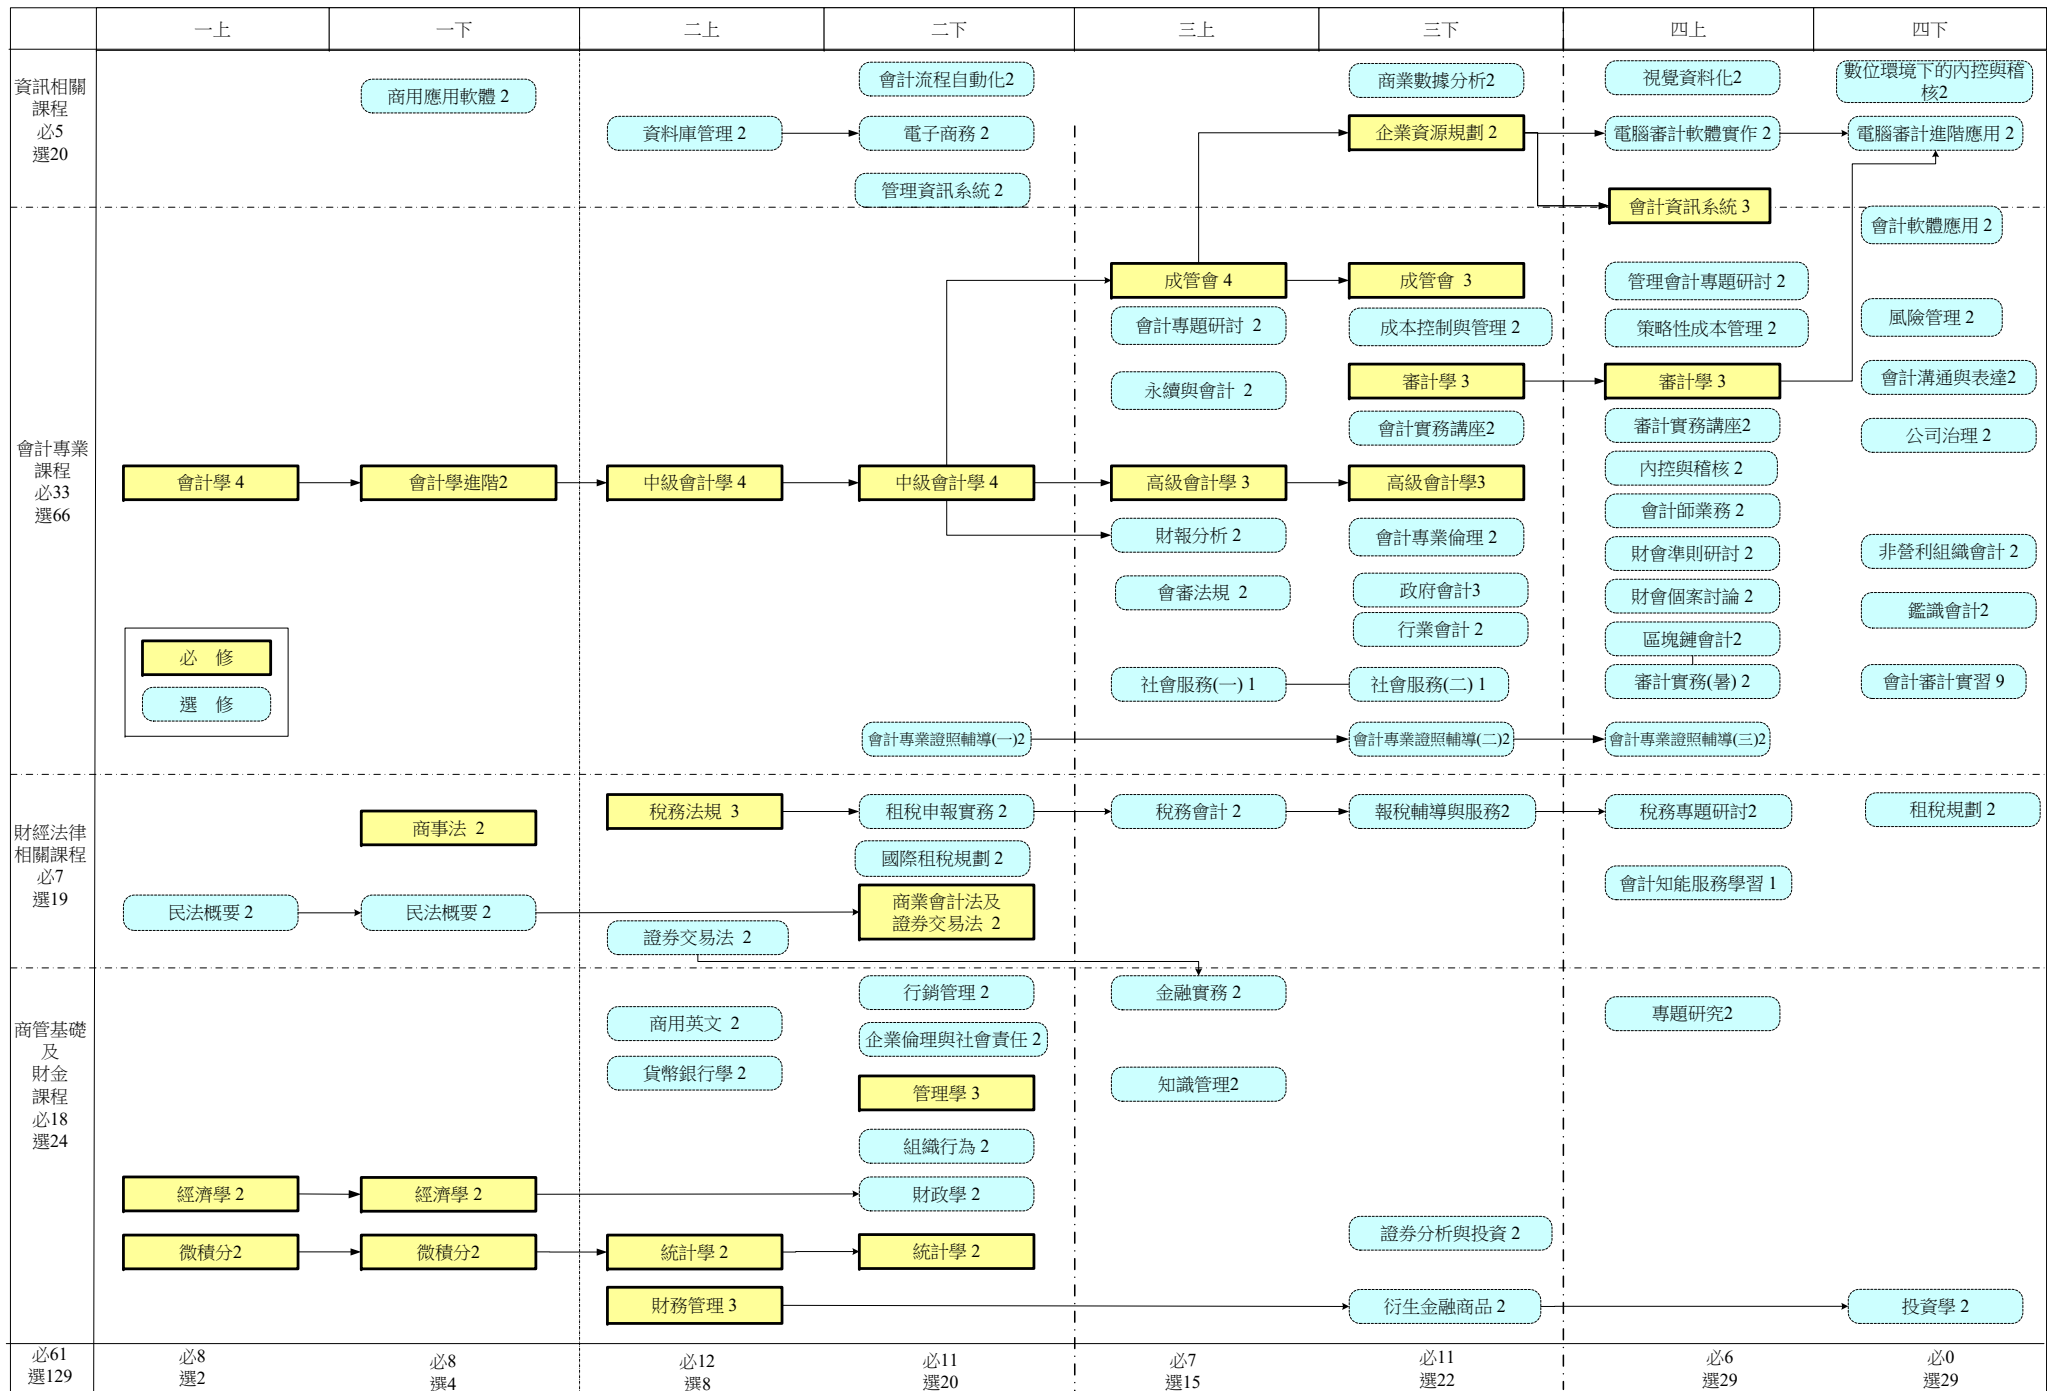 一上
一下
二上
二下
三上
三下
四上
四下
資訊相關
課程
必5
選20
商用應用軟體 2
資料庫管理 2
會計流程自動化2
電子商務 2
管理資訊系統 2
商業數據分析2
企業資源規劃 2
視覺資料化2
電腦審計軟體實作 2
會計資訊系統 3
數位環境下的內控與稽
核2
電腦審計進階應用 2
會計專業
課程
必33
選66
會計學 4
會計學進階2
中級會計學 4
中級會計學 4
會計專業證照輔導(一)2
成管會 4
會計專題研討 2
永續與會計 2
高級會計學 3
財報分析 2
會審法規 2
社會服務(一) 1
成管會 3
成本控制與管理 2
審計學 3
會計實務講座2
高級會計學3
會計專業倫理 2
政府會計3
行業會計 2
社會服務(二) 1
會計專業證照輔導(二)2
管理會計專題研討 2
策略性成本管理 2
審計學 3
審計實務講座2
內控與稽核 2
會計師業務 2
財會準則研討 2
財會個案討論 2
區塊鏈會計2
審計實務(暑) 2
會計專業證照輔導(三)2
會計軟體應用 2
風險管理 2
會計溝通與表達2
公司治理 2
非營利組織會計 2
鑑識會計2
會計審計實習 9
必 修
選 修
財經法律
相關課程
必7
選19
民法概要 2
商事法 2
民法概要 2
稅務法規 3
證券交易法 2
租稅申報實務 2
國際租稅規劃 2
商業會計法及
證券交易法 2
稅務會計 2
報稅輔導與服務2
稅務專題研討2
會計知能服務學習 1
租稅規劃 2
商管基礎
及
財金
課程
必18
選24
經濟學 2
微積分2
經濟學 2
微積分2
商用英文 2
貨幣銀行學 2
統計學 2
財務管理 3
行銷管理 2
企業倫理與社會責任 2
管理學 3
組織行為 2
財政學 2
統計學 2
金融實務 2
知識管理2
證券分析與投資 2
衍生金融商品 2
專題研究2
投資學 2
必61
選129
必8
選2
必8
選4
必12
選8
必11
選20
必7
選15
必11
選22
必6
選29
必0
選29